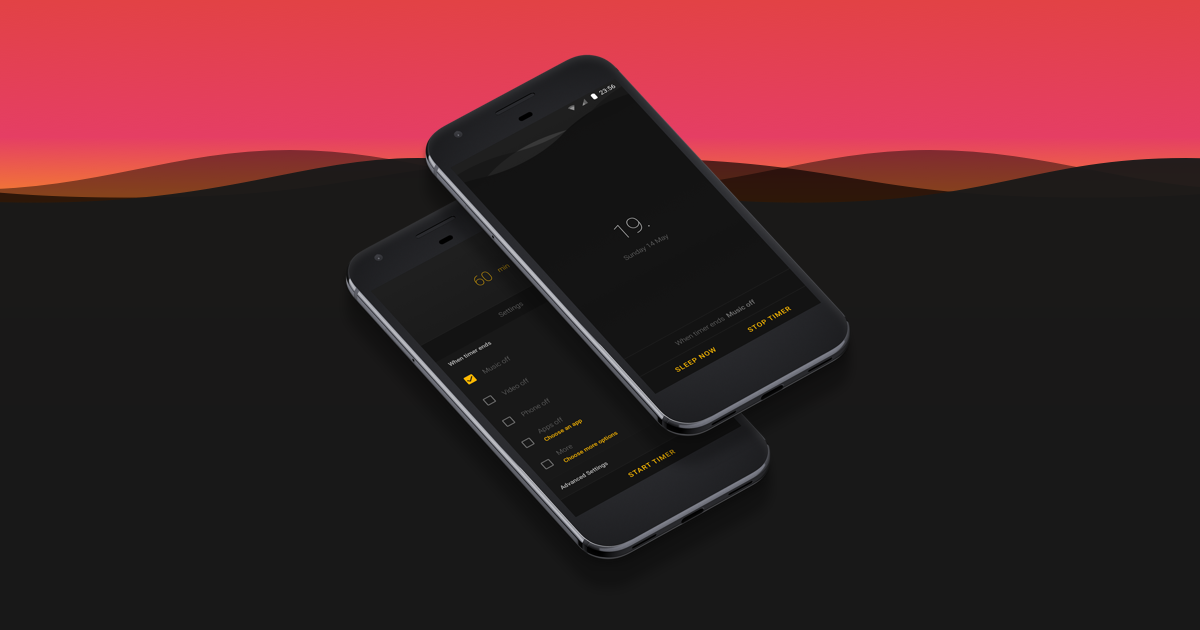 23:56
19.
Sunday 14 May
When timer ends Music off
SLEEP NOW
STOP TIMER
60 min
Settings
When timer ends
Music off
Video off
Phone off
Apps off
Choose an app
More
Choose more options
Advanced Settings
START TIMER